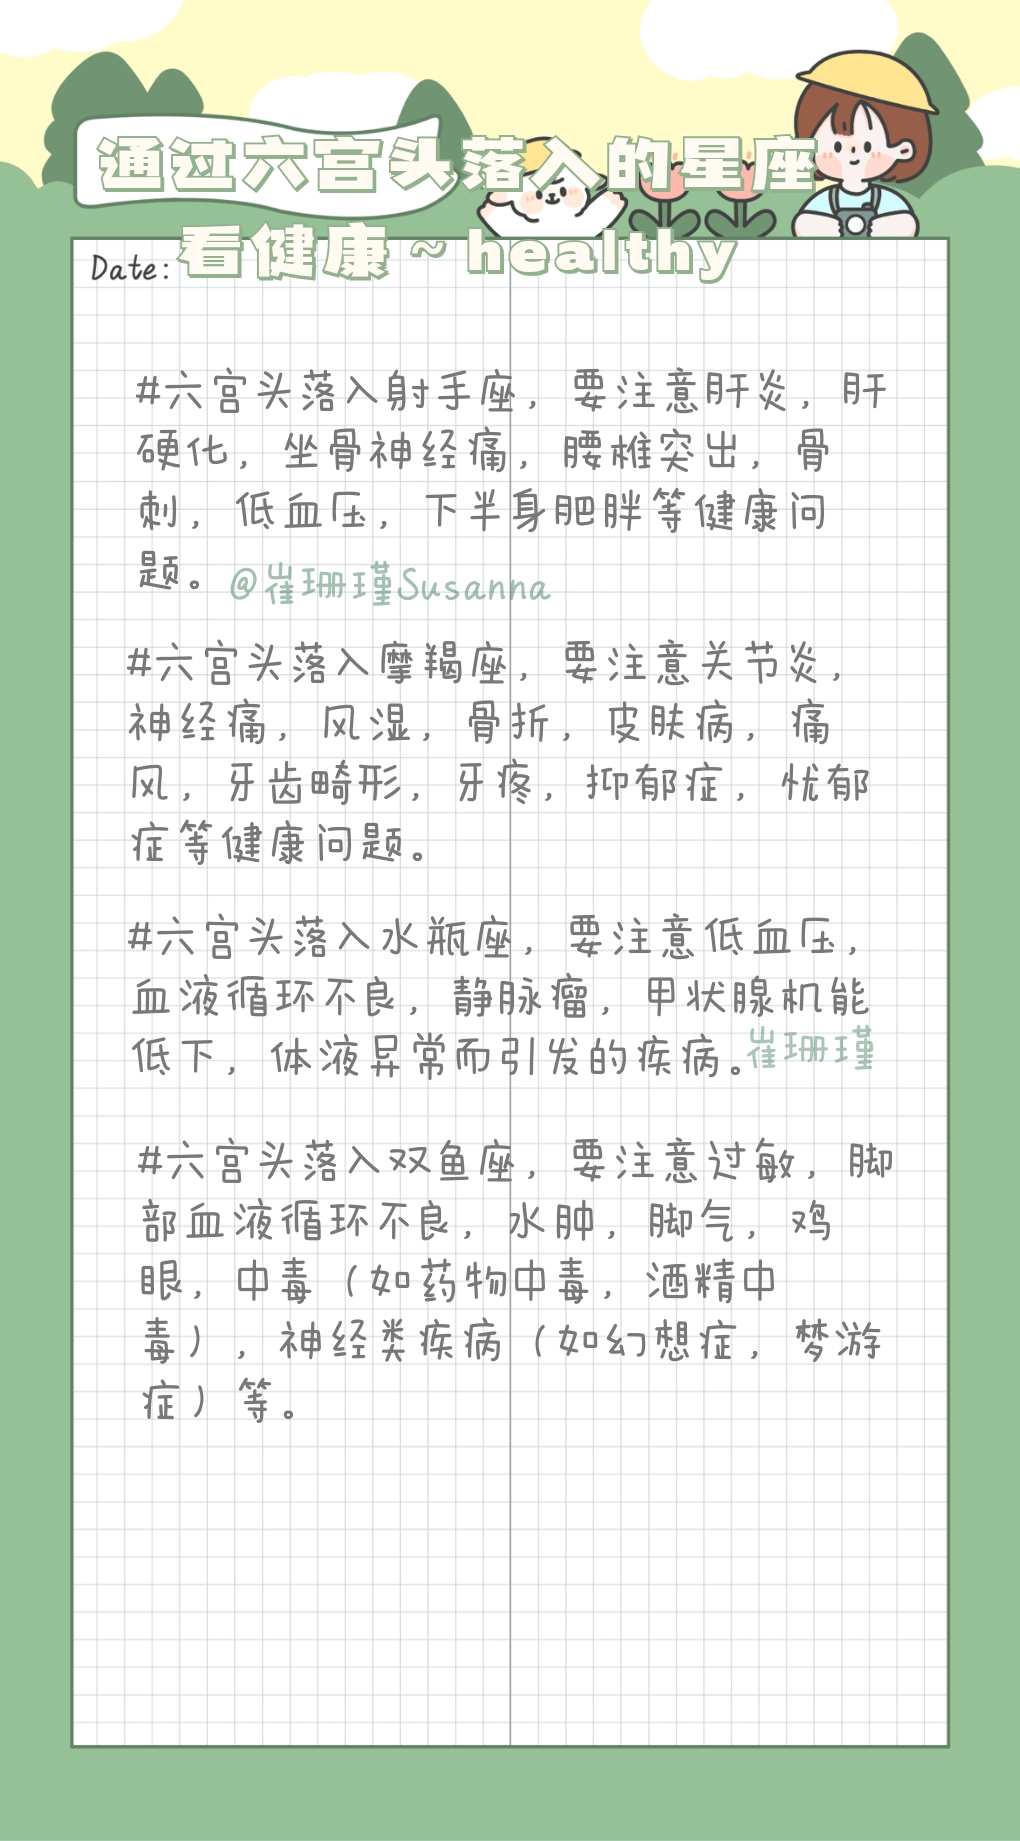 通过六宫头落入的星座
看健康~healthy
Date:
#六宫头落入射手座，要注意肝炎，肝
硬化，坐骨神经痛，腰椎突出，骨
刺，低血压，下半身肥胖等健康问
题。
@崔珊瑾Susanna
#六宫头落入摩羯座，要注意关节炎，
神经痛，风湿，骨折，皮肤病，痛
风，牙齿畸形，牙疼，抑郁症，忧郁
症等健康问题。
#六宫头落入水瓶座，要注意低血压，
血液循环不良，静脉瘤，甲状腺机能
低下，体液异常而引发的疾病。
崔珊瑾
#六宫头落入双鱼座，要注意过敏，脚
部血液循环不良，水肿，脚气，鸡
眼，中毒（如药物中毒，酒精中
毒），神经类疾病（如幻想症，梦游
症）等。